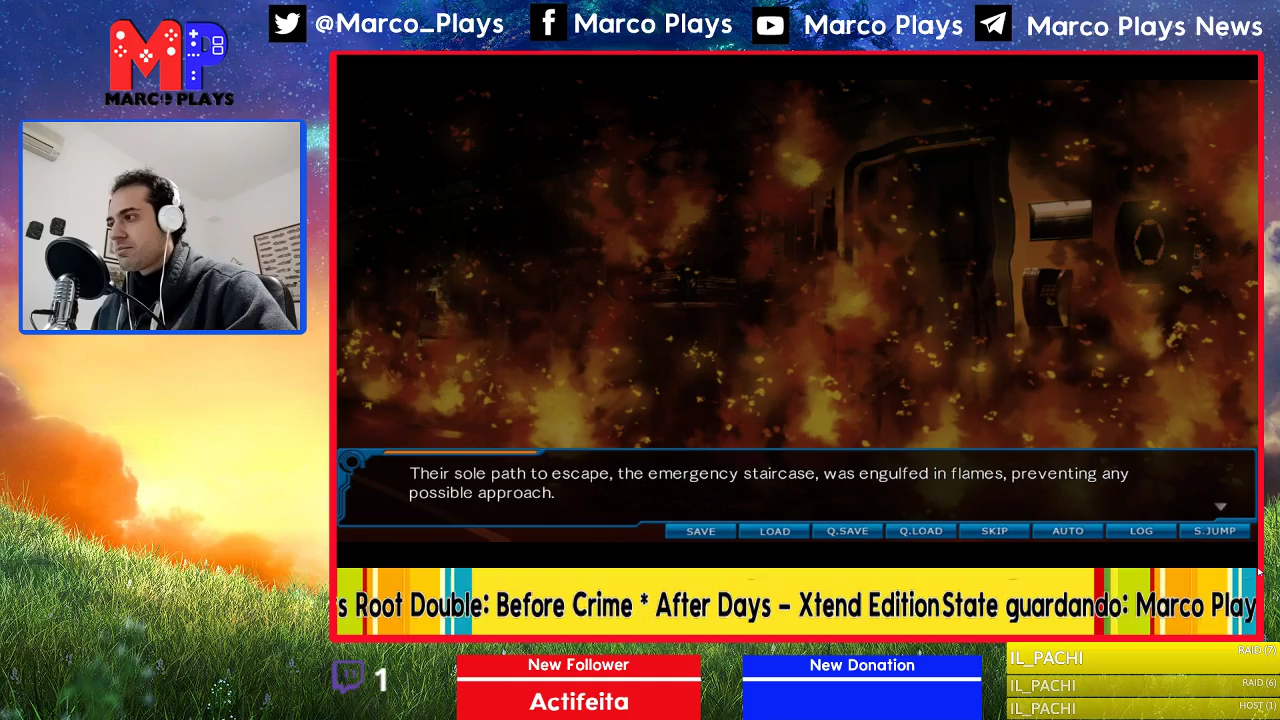 @Marco_Plays
Marco Plays
Marco Plays
Marco Plays News
MP
MARCO PLAYS
Their sole path to escape, the emergency staircase, was engulfed in flames, preventing any
possible approach.
SAVE
LOAD
Q.SAVE
Q.LOAD
SKIP
AUTO
LOG
S.JUMP
s Root Double: Before Crime * After Days - Xtend EditionState guardando: Marco Play
1
New Follower
Actifeita
New Donation
IL_PACHI
RAID (7)
IL_PACHI
RAID (6)
IL_PACHI
HOST (1)